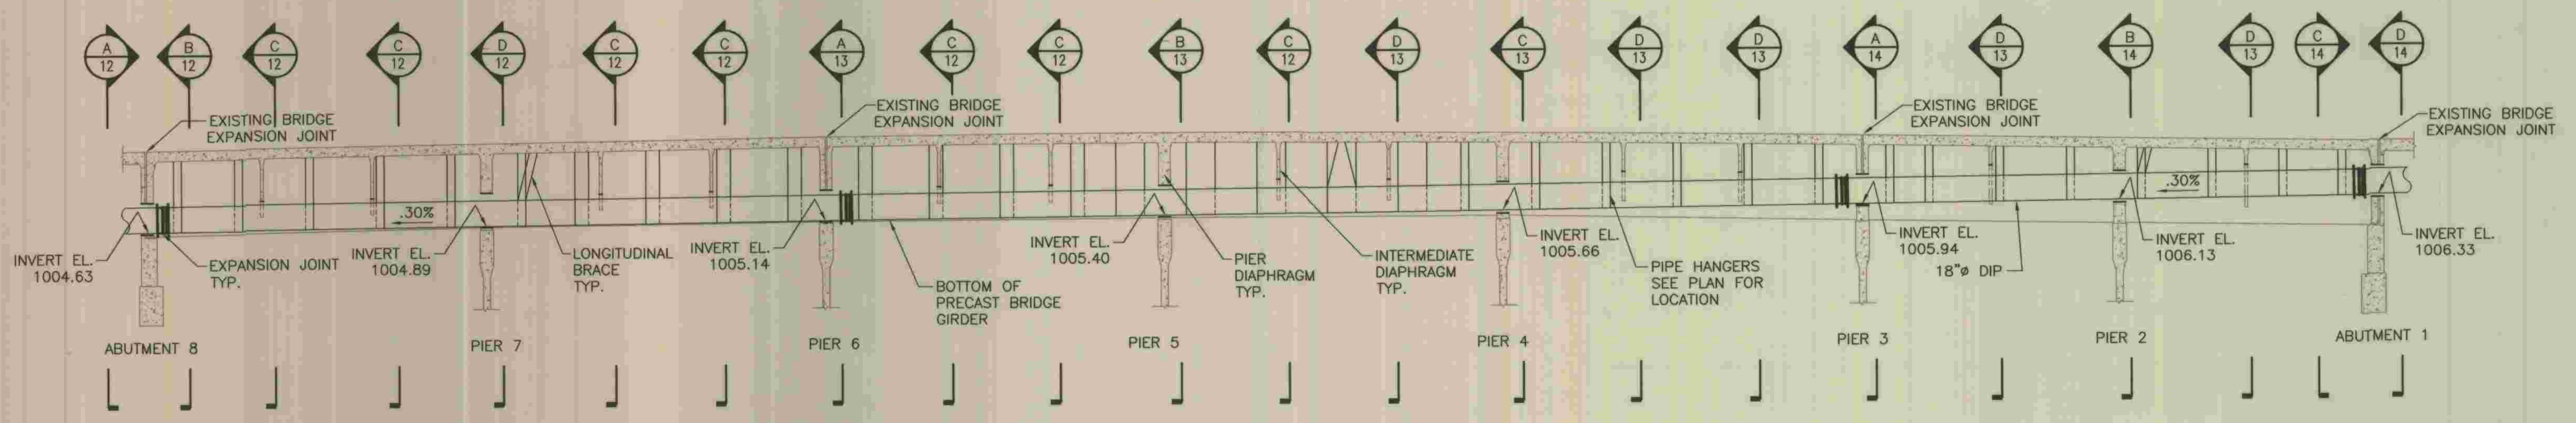 A
12
B
12
C
12
C
12
D
12
C
12
C
12
A
13
C
12
C
12
B
13
C
12
D
13
C
13
D
13
D
13
A
14
D
13
B
14
D
13
C
14
D
14
EXISTING BRIDGE
EXPANSION JOINT
EXISTING BRIDGE
EXPANSION JOINT
EXISTING BRIDGE
EXPANSION JOINT
EXISTING BRIDGE
EXPANSION JOINT
.30%
.30%
INVERT EL.
1004.63
EXPANSION JOINT
TYP.
INVERT EL.
1004.89
LONGITUDINAL
BRACE
TYP.
INVERT EL.
1005.14
BOTTOM OF
PRECAST BRIDGE
GIRDER
INVERT EL.
1005.40
PIER
DIAPHRAGM
TYP.
INTERMEDIATE
DIAPHRAGM
TYP.
INVERT EL.
1005.66
PIPE HANGERS
SEE PLAN FOR
LOCATION
INVERT EL.
1005.94
18"ø DIP
INVERT EL.
1006.13
INVERT EL.
1006.33
ABUTMENT 8
PIER 7
PIER 6
PIER 5
PIER 4
PIER 3
PIER 2
ABUTMENT 1